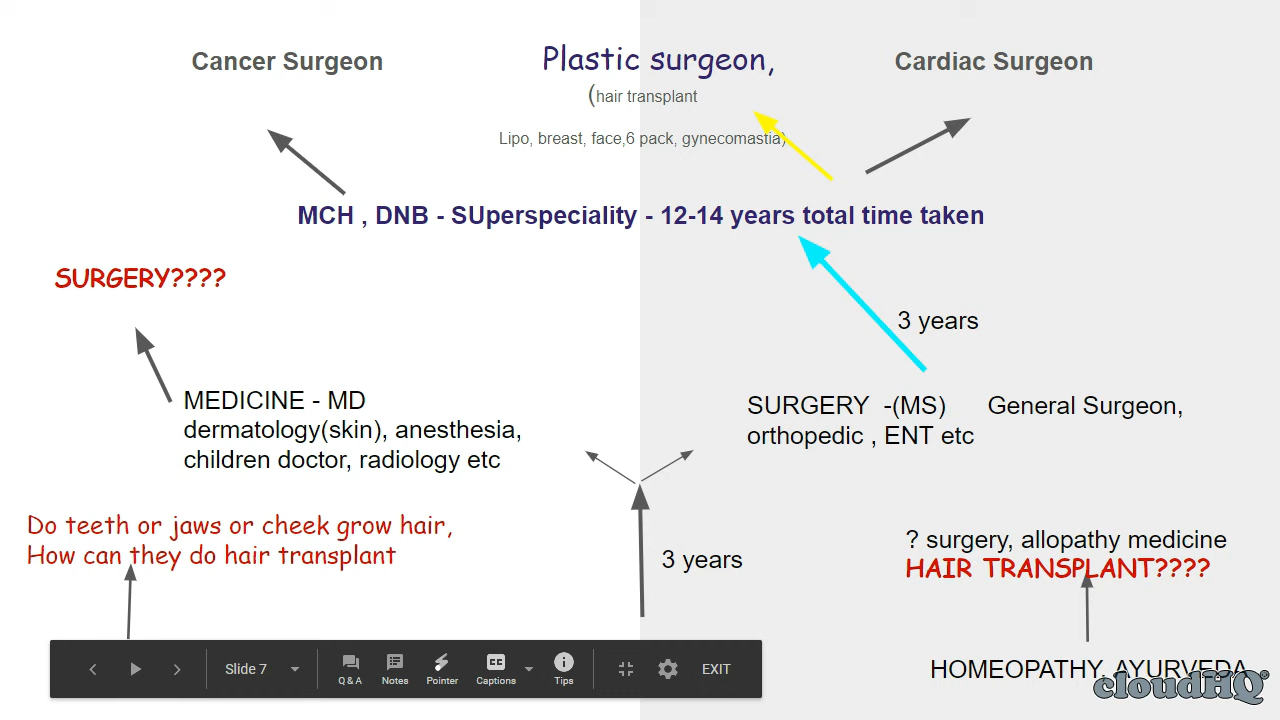 Cancer Surgeon
Plastic surgeon,
Cardiac Surgeon
(hair transplant
Lipo, breast, face,6 pack, gynecomastia)
MCH , DNB - SUperspeciality - 12-14 years total time taken
SURGERY????
3 years
MEDICINE - MD
dermatology(skin), anesthesia,
children doctor, radiology etc
SURGERY -(MS) General Surgeon,
orthopedic , ENT etc
Do teeth or jaws or cheek grow hair,
How can they do hair transplant
3 years
? surgery, allopathy medicine
HAIR TRANSPLANT????
HOMEOPATHY, AYURVEDA
Slide 7
Q & A
Notes
Pointer
Captions
Tips
EXIT
CC
cloudHQ®